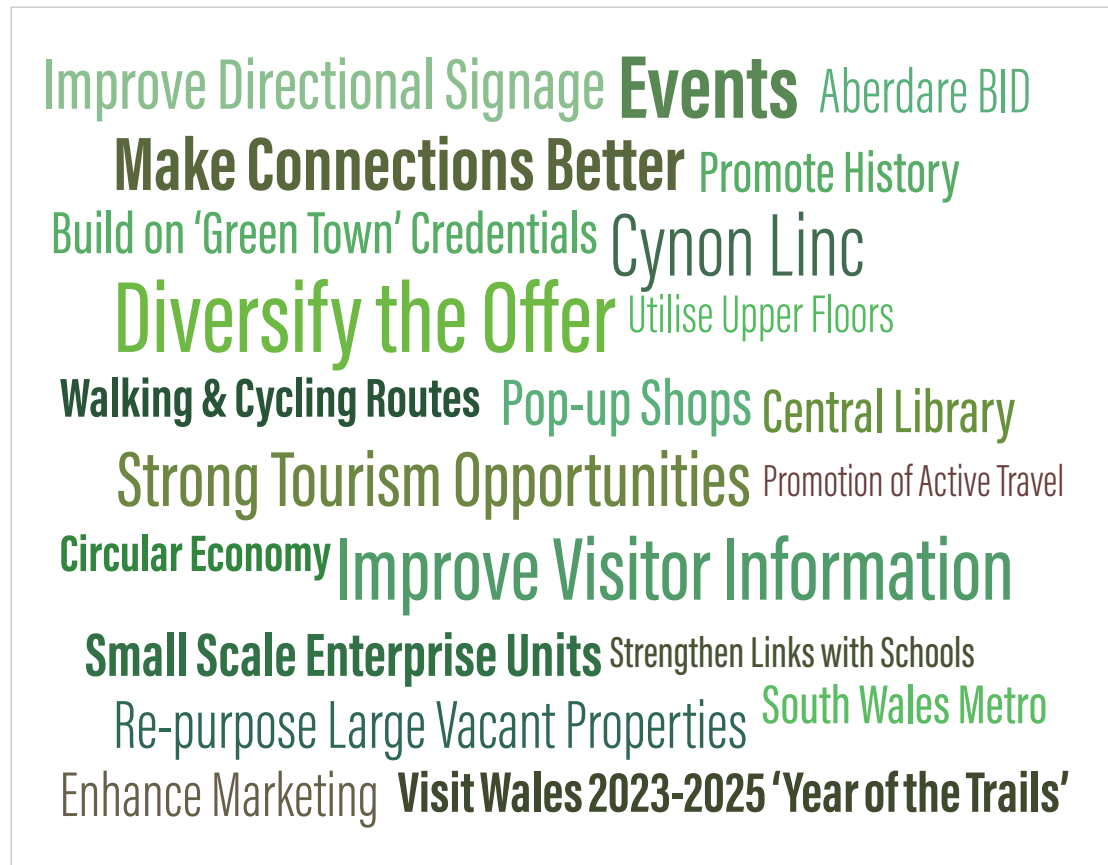 Improve Directional Signage Events Aberdare BID
Make Connections Better Promote History
Build on ‘Green Town’ Credentials Cynon Linc
Diversify the Offer Utilise Upper Floors
Walking & Cycling Routes Pop-up Shops Central Library
Strong Tourism Opportunities Promotion of Active Travel
Circular Economy Improve Visitor Information
Small Scale Enterprise Units Strengthen Links with Schools
Re-purpose Large Vacant Properties South Wales Metro
Enhance Marketing Visit Wales 2023-2025 ‘Year of the Trails’